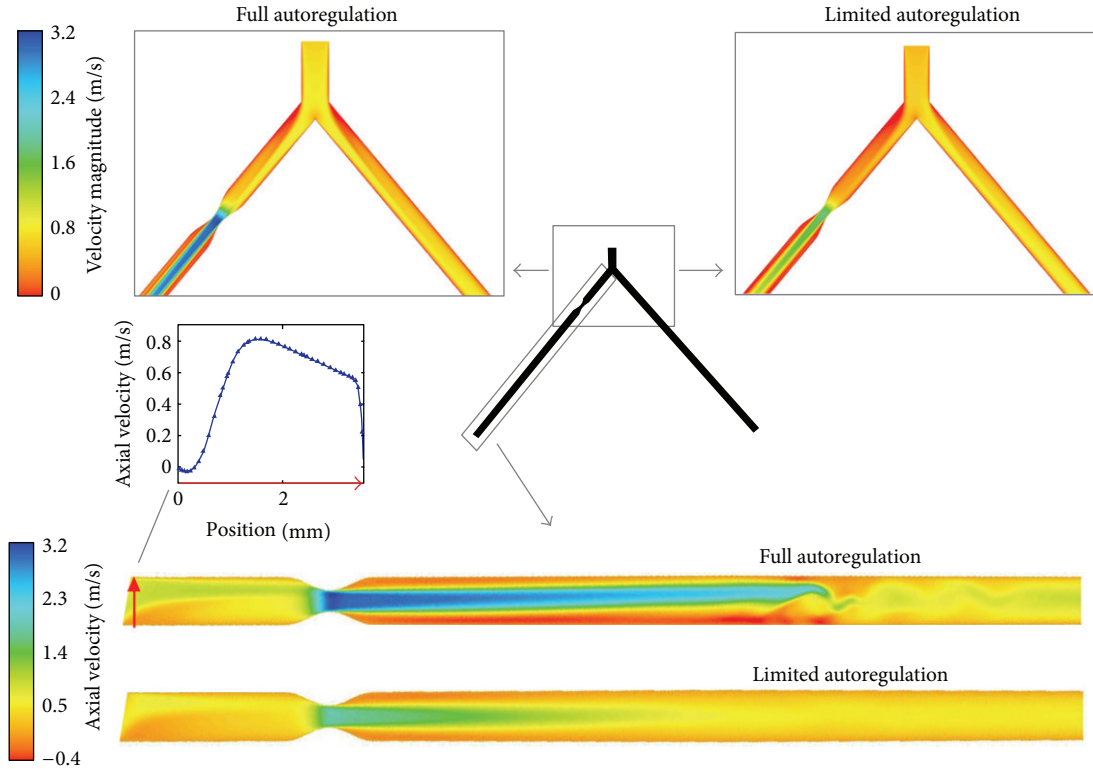 Full autoregulation
Limited autoregulation
Velocity magnitude (m/s)
3.2
2.4
1.6
0.8
0
Axial velocity (m/s)
0.8
0.6
0.4
0.2
0
0
2
Position (mm)
Axial velocity (m/s)
3.2
2.3
1.4
0.5
−0.4
Full autoregulation
Limited autoregulation